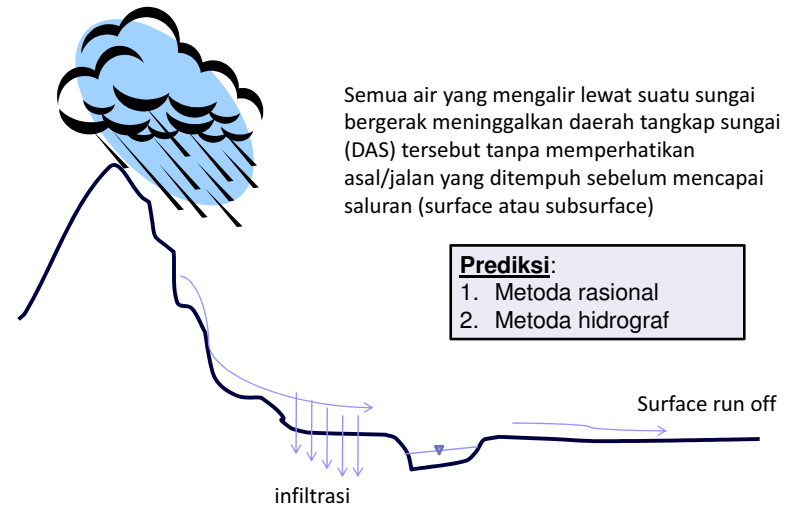 Semua air yang mengalir lewat suatu sungai
bergerak meninggalkan daerah tangkap sungai
(DAS) tersebut tanpa memperhatikan
asal/jalan yang ditempuh sebelum mencapai
saluran (surface atau subsurface)
Prediksi:
1. Metoda rasional
2. Metoda hidrograf
Surface run off
infiltrasi